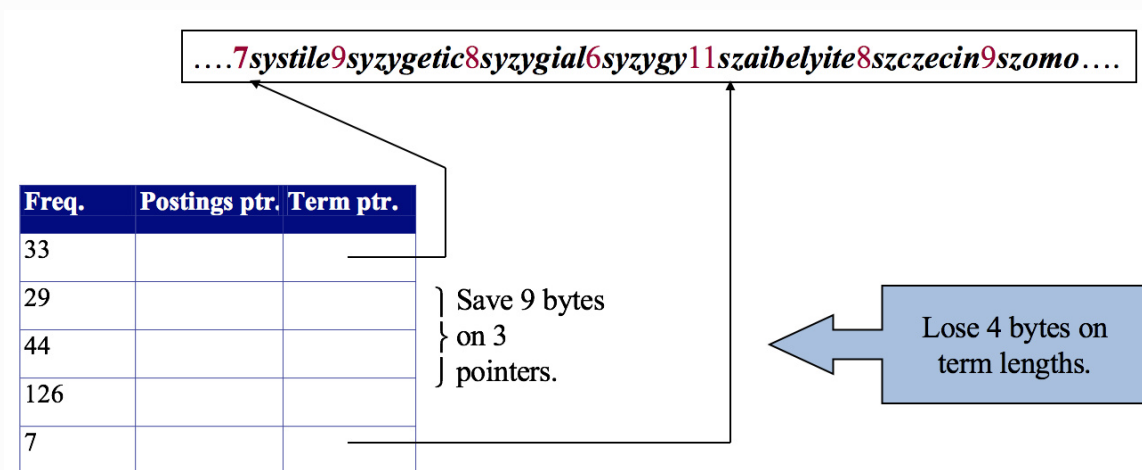 ....7systile9syzygetic8syzygial6syzygy11szaibelyite8szczecin9szomo....
Freq. Postings ptr. Term ptr.
33
29
44
126
7
Save 9 bytes
on 3
pointers.
Lose 4 bytes on
term lengths.